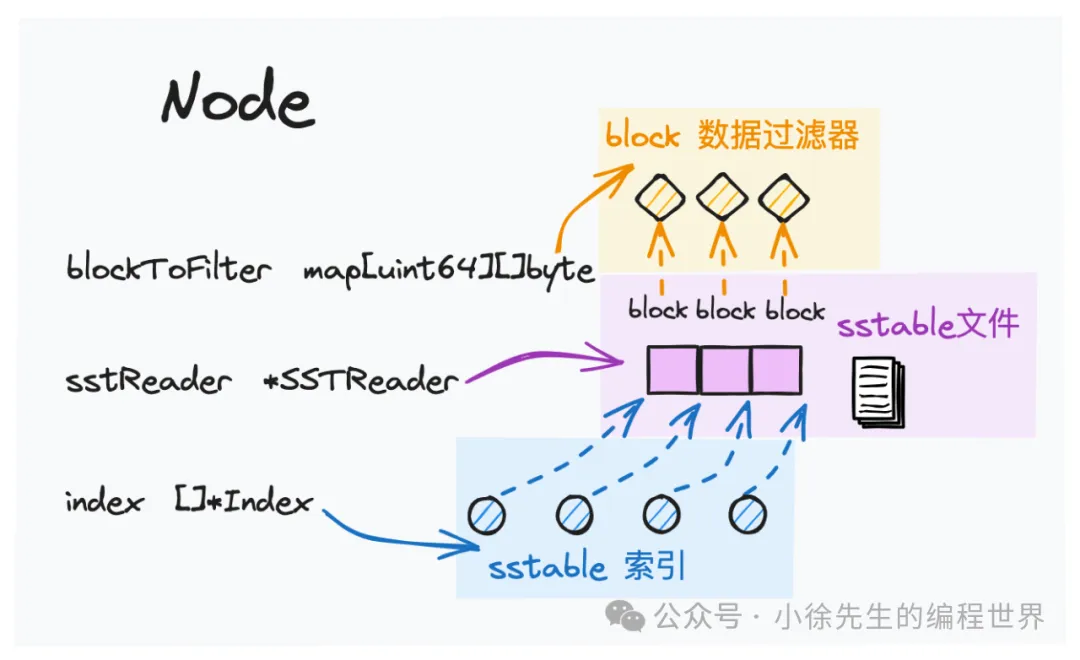 Node
block 数据过滤器
blockToFilter map[uint64][]byte
block block block
sstable文件
sstReader *SSTReader
index []*Index
sstable 索引
公众号 · 小徐先生的编程世界